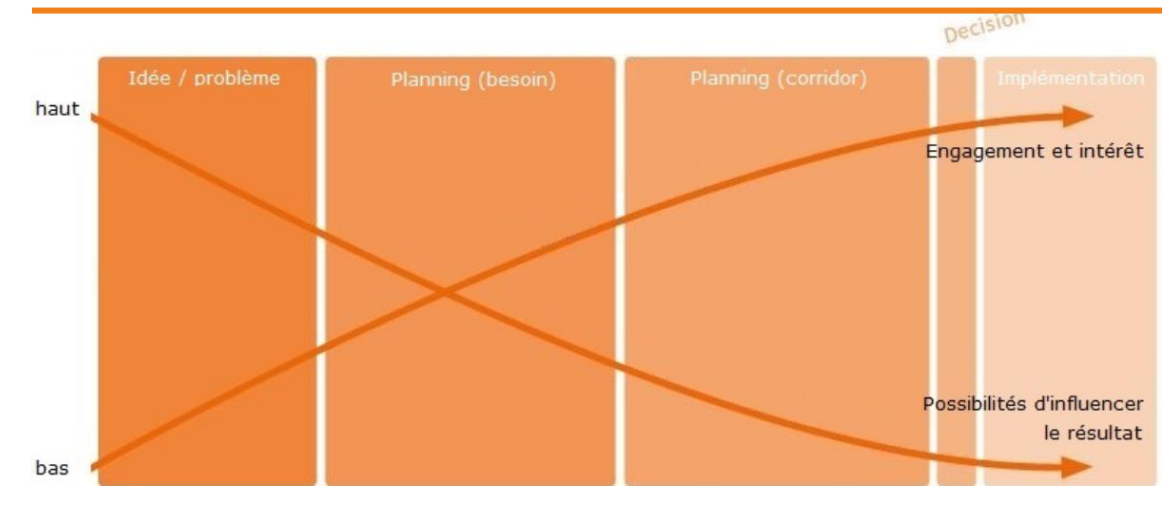 Decision
Idée / problème
Planning (besoin)
Planning (corridor)
Implémentation
haut
Engagement et intérêt
Possibilités d'influencer
le résultat
bas